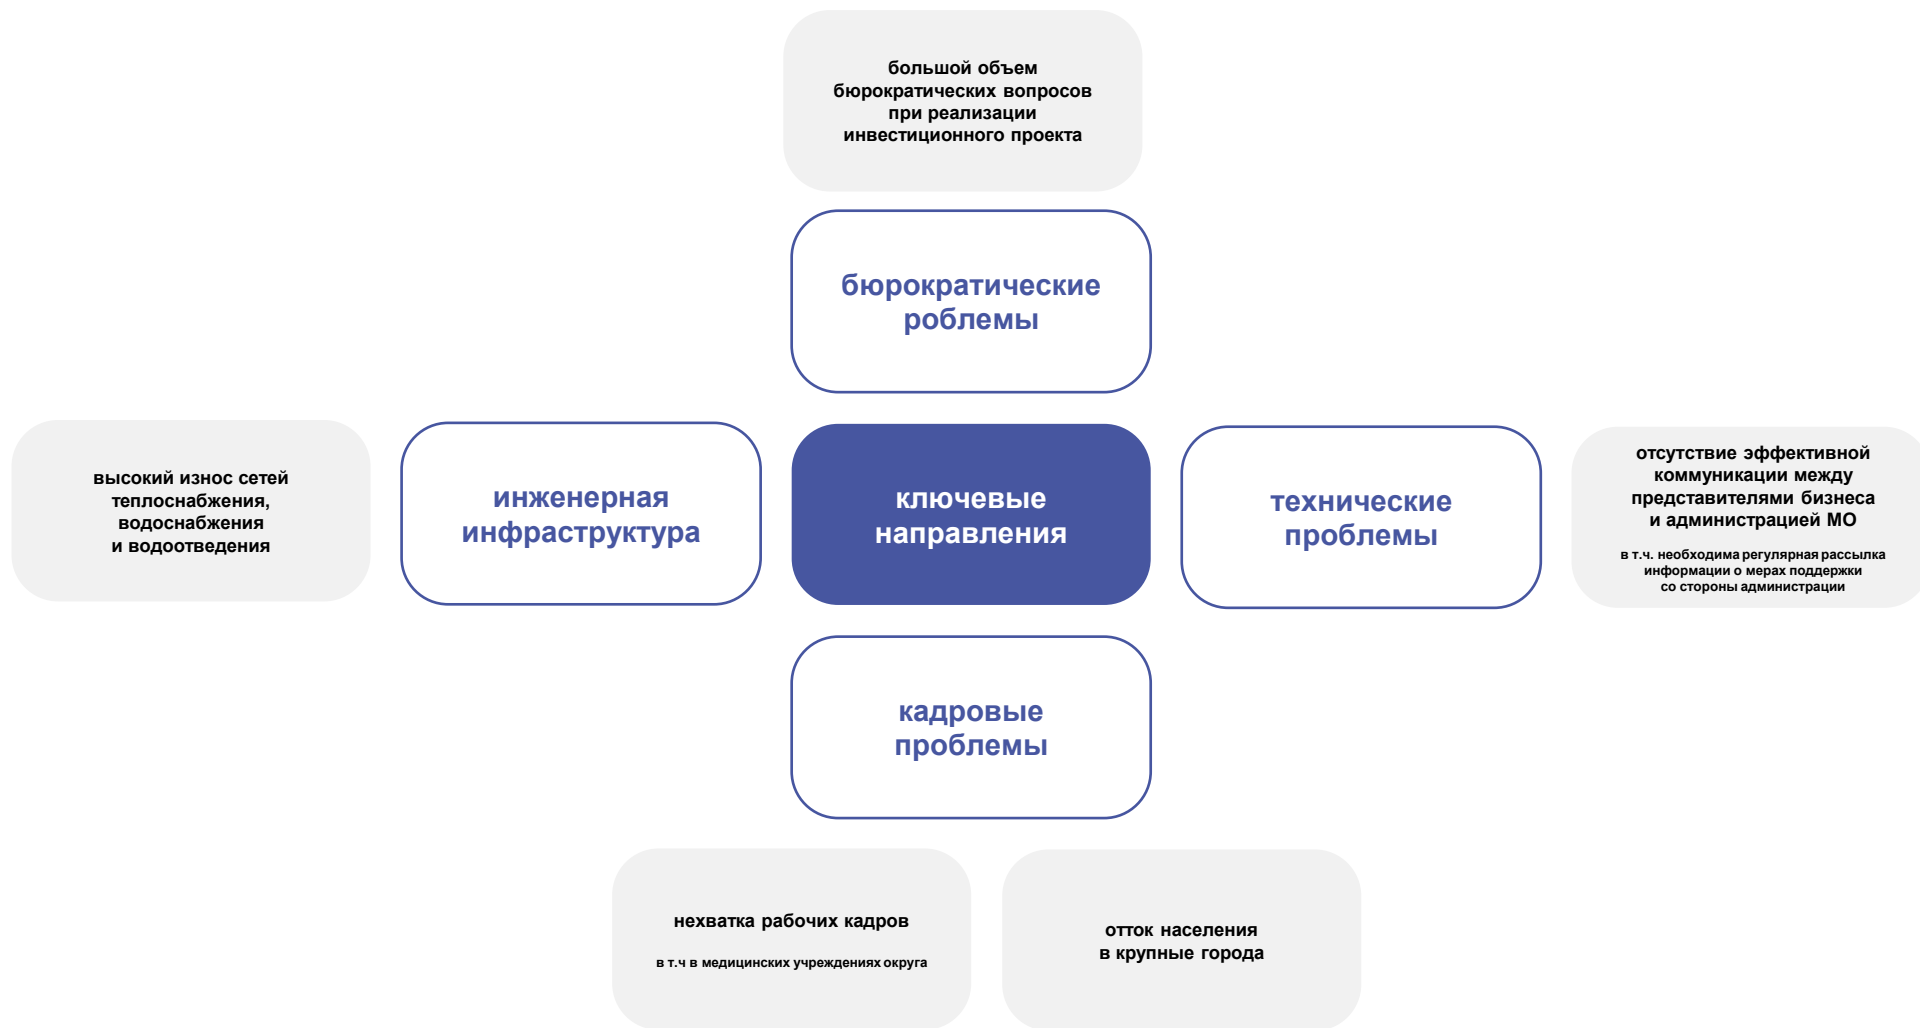 большой объем
бюрократических вопросов
при реализации
инвестиционного проекта
бюрократические
роблемы
высокий износ сетей
теплоснабжения,
водоснабжения
и водоотведения
инженерная
инфраструктура
ключевые
направления
технические
проблемы
отсутствие эффективной
коммуникации между
представителями бизнеса
и администрацией МО
в т.ч. необходима регулярная рассылка
информации о мерах поддержки
со стороны администрации
кадровые
проблемы
нехватка рабочих кадров
в т.ч в медицинских учреждениях округа
отток населения
в крупные города